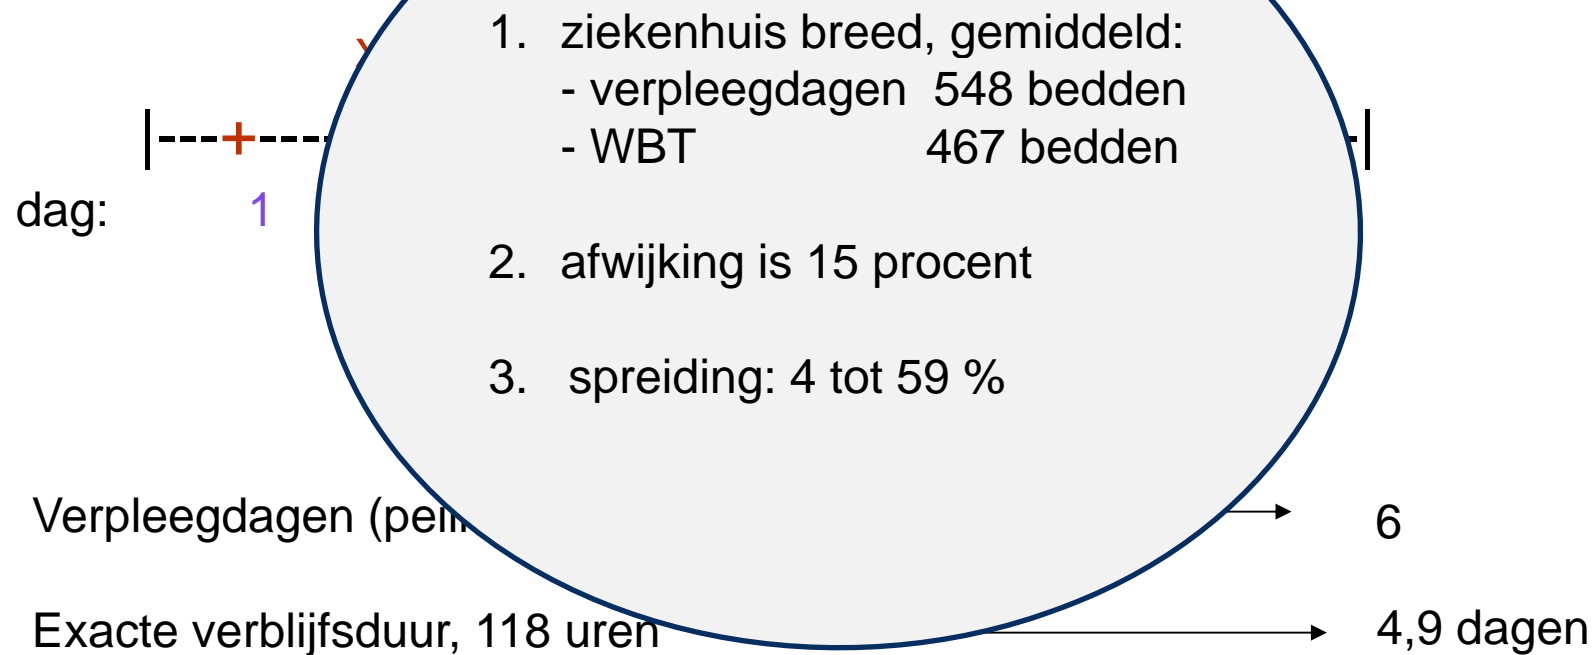 1. ziekenhuis breed, gemiddeld:
- verpleegdagen 548 bedden
- WBT 467 bedden
dag: 1
2. afwijking is 15 procent
3. spreiding: 4 tot 59 %
Verpleegdagen 6
Exacte verblijfsduur, 118 uren 4,9 dagen